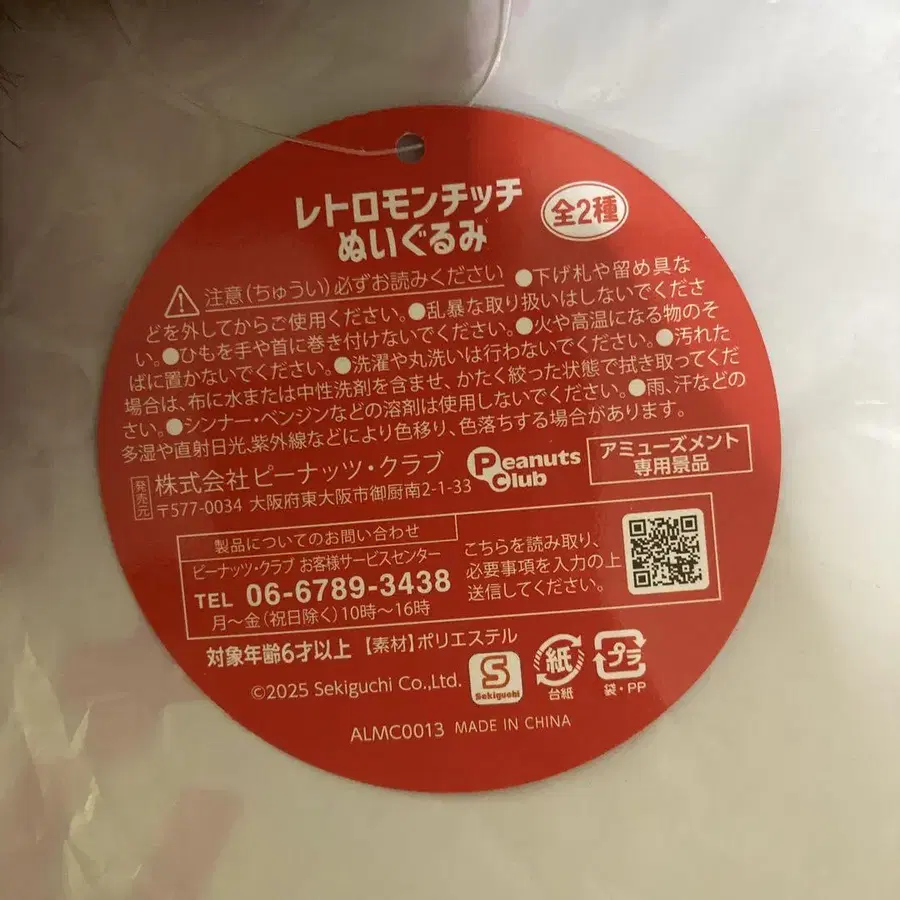 レトロモンチッチ
ぬいぐるみ
全2種
注意(ちゅうい)必ずお読みください ●下げ札や留め具な
どを外してからご使用ください。●乱暴な取り扱いはしないでくださ
い。●ひもを手や首に巻き付けないでください。●火や高温になる物のそ
ばに置かないでください。●洗濯や丸洗いは行わないでください。●汚れた
場合は、布に水または中性洗剤を含ませ、かたく絞った状態で拭き取ってくだ
さい。●シンナー・ベンジンなどの溶剤は使用しないでください。●雨、汗などの
多湿や直射日光、紫外線などにより色移り、色落ちする場合があります。
発売元
株式会社ピーナッツ・クラブ
〒577-0034 大阪府東大阪市御厨南2-1-33
Peanuts
Club
アミューズメント
専用景品
製品についてのお問い合わせ
ピーナッツ・クラブ お客様サービスセンター
TEL 06-6789-3438
月～金(祝日除く)10時～16時
こちらを読み取り、
必要事項を入力の上
送信してください。
対象年齢6才以上 【素材】ポリエステル
©2025 Sekiguchi Co.,Ltd.
S
Sekiguchi
紙
台紙
プラ
袋・PP
ALMC0013 MADE IN CHINA